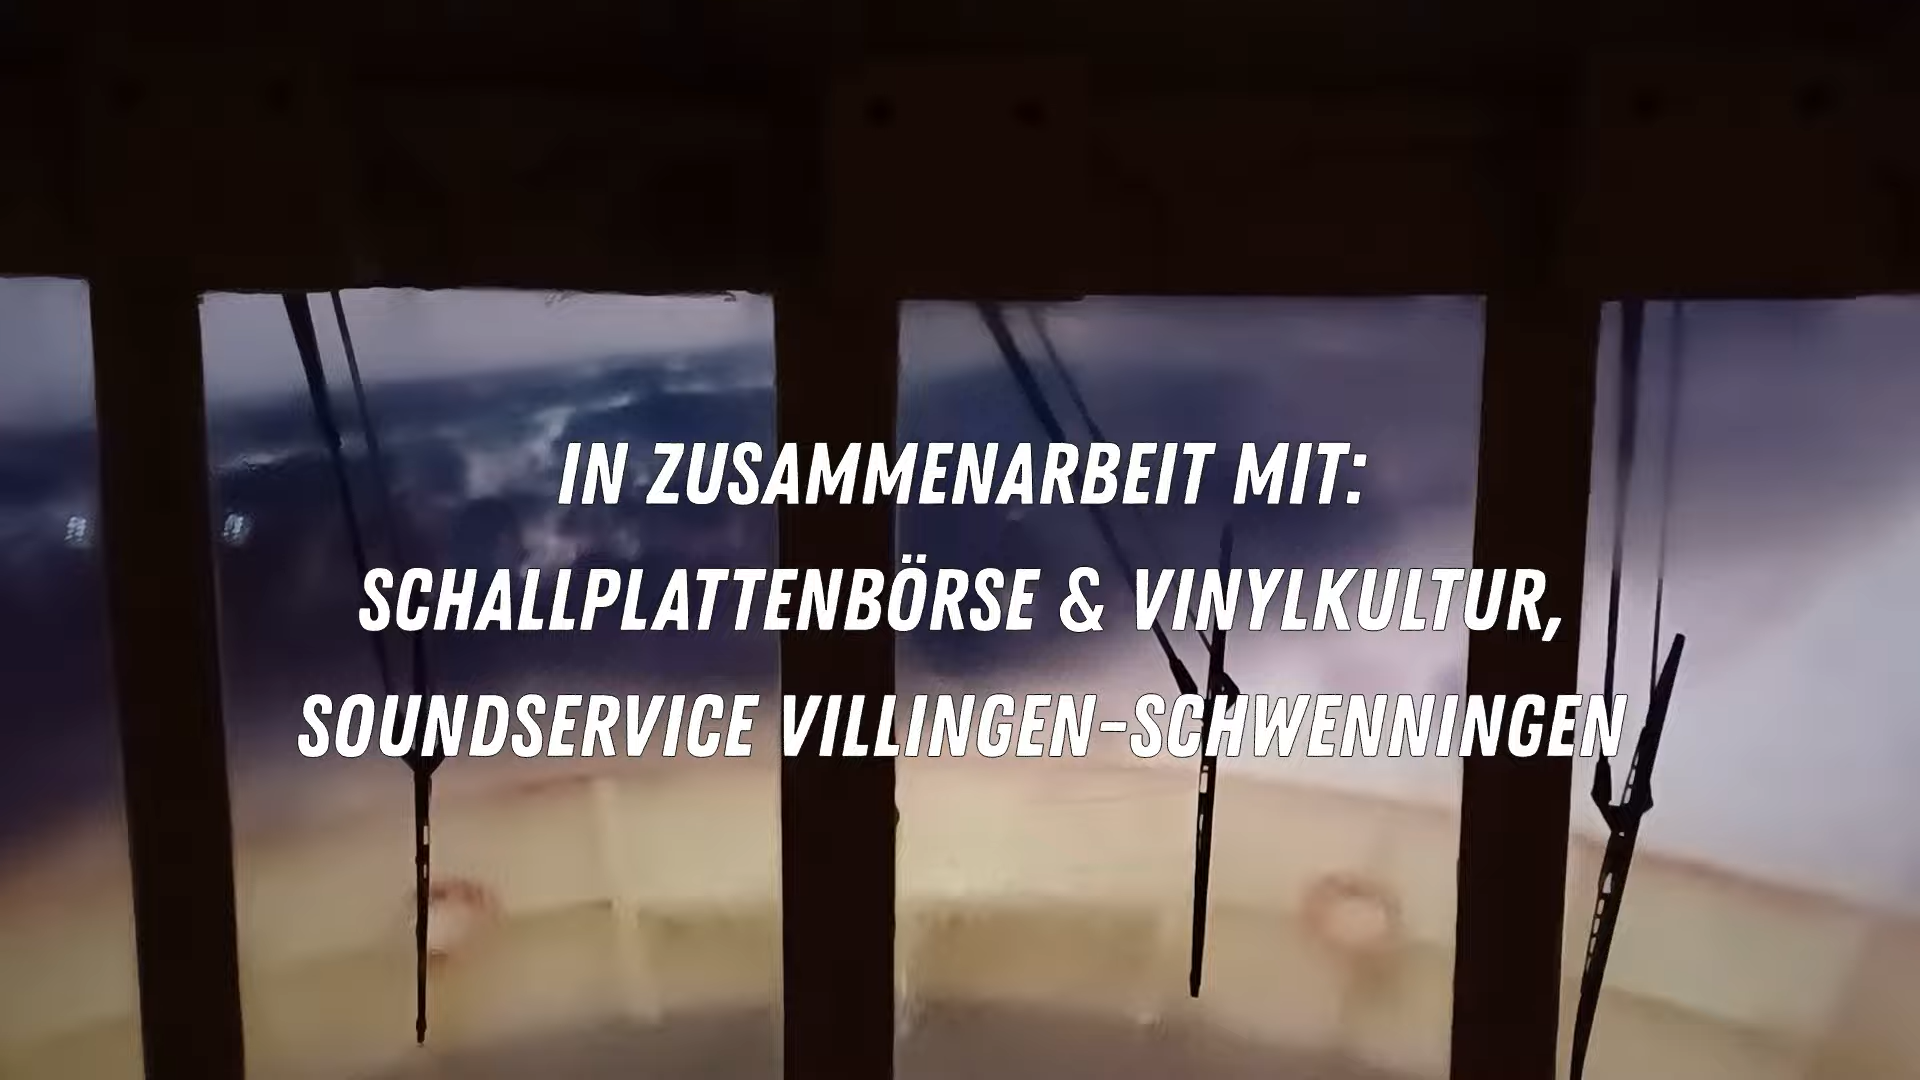 IN ZUSAMMENARBEIT MIT:
SCHALLPLATTENBÖRSE & VINYLKULTUR,
SOUNDSERVICE VILLINGEN-SCHWENNINGEN